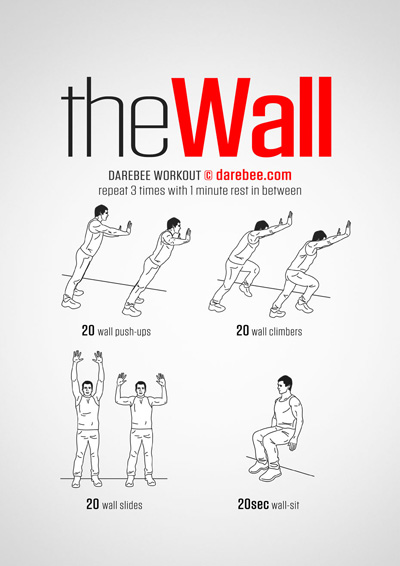 theWall
DAREBEE WORKOUT © darebee.com
repeat 3 times with 1 minute rest in between
20 wall push-ups
20 wall climbers
20 wall slides
20sec wall-sit